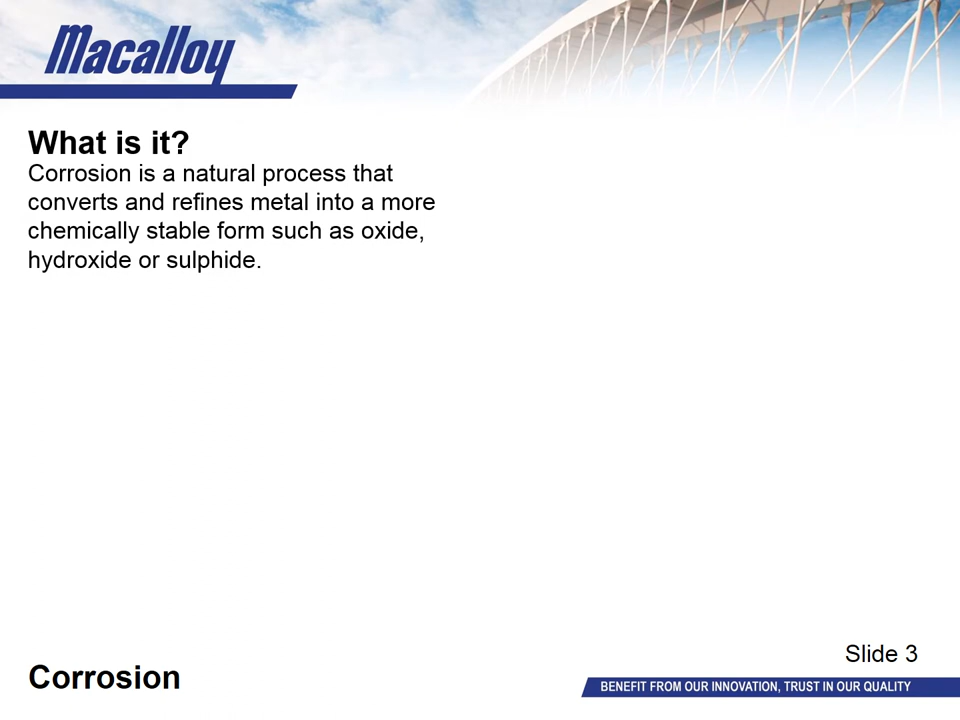 Macalloy
What is it?
Corrosion is a natural process that
converts and refines metal into a more
chemically stable form such as oxide,
hydroxide or sulphide.
Slide 3
Corrosion
BENEFIT FROM OUR INNOVATION, TRUST IN OUR QUALITY